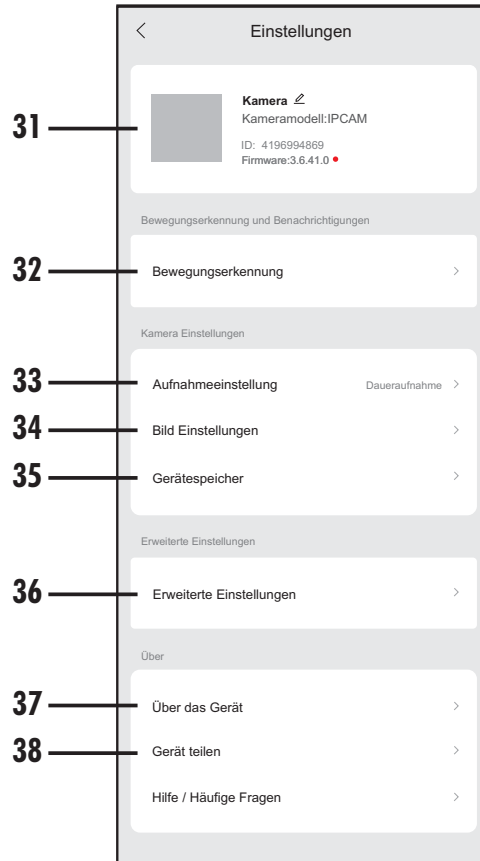 Einstellungen
31
Kamera
Kameramodell:IPCAM
ID: 4196994869
Firmware:3.6.41.0
Bewegungserkennung und Benachrichtigungen
32
Bewegungserkennung
Kamera Einstellungen
33
Aufnahmeeinstellung Daueraufnahme
34
Bild Einstellungen
35
Gerätespeicher
Erweiterte Einstellungen
36
Erweiterte Einstellungen
Über
37
Über das Gerät
38
Gerät teilen
Hilfe / Häufige Fragen